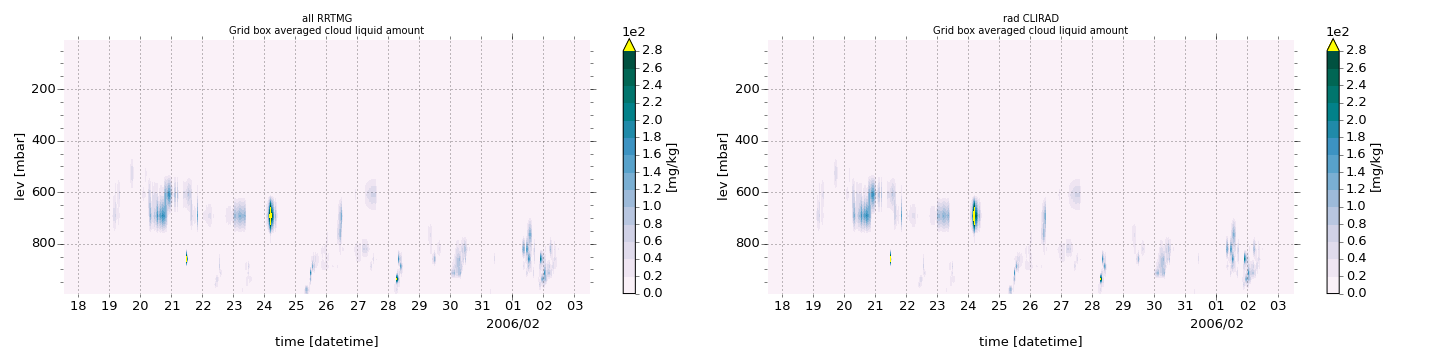 all RRTMG
Grid box averaged cloud liquid amount
1e2
2.8
2.6
2.4
2.2
2.0
1.8
1.6
1.4
1.2
1.0
0.8
0.6
0.4
0.2
0.0
[mg/kg]
lev [mbar]
200
400
600
800
18 19 20 21 22 23 24 25 26 27 28 29 30 31 01 02 03
2006/02
time [datetime]
rad CLIRAD
Grid box averaged cloud liquid amount
1e2
2.8
2.6
2.4
2.2
2.0
1.8
1.6
1.4
1.2
1.0
0.8
0.6
0.4
0.2
0.0
[mg/kg]
lev [mbar]
200
400
600
800
18 19 20 21 22 23 24 25 26 27 28 29 30 31 01 02 03
2006/02
time [datetime]